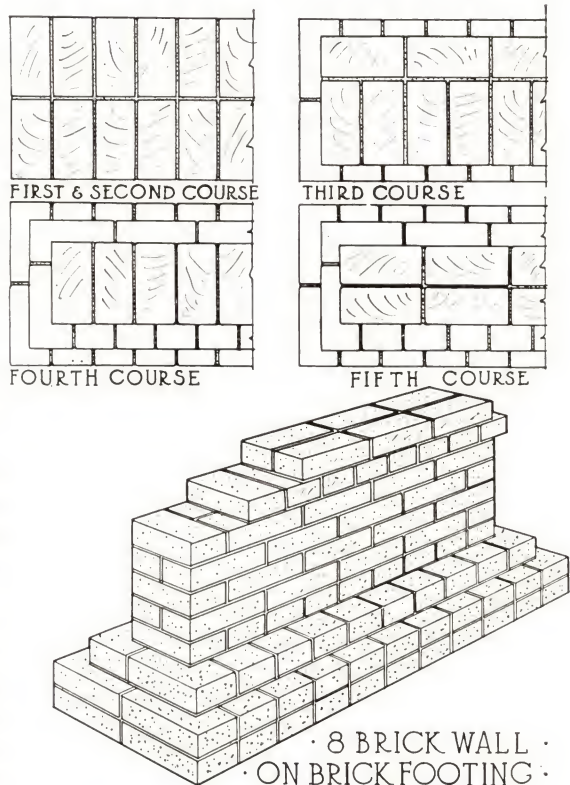 FIRST & SECOND COURSE
THIRD COURSE
FOURTH COURSE
FIFTH COURSE
· 8 BRICK WALL ·
· ON BRICK FOOTING ·